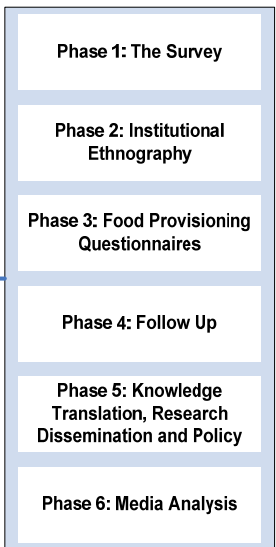 Phase 1: The Survey
Phase 2: Institutional
Ethnography
Phase 3: Food Provisioning
Questionnaires
Phase 4: Follow Up
Phase 5: Knowledge
Translation, Research
Dissemination and Policy
Phase 6: Media Analysis